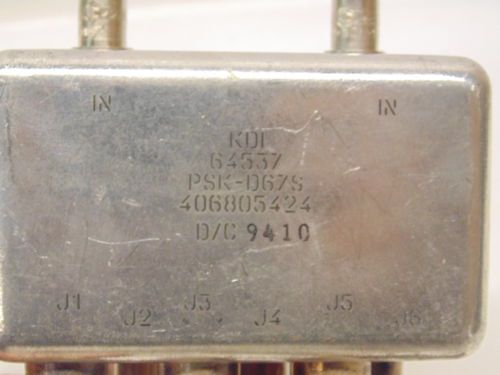 IN IN
KDI
64537
PSK-D67S
406805424
D/C 9410
J1 J2 J3 J4 J5 J6